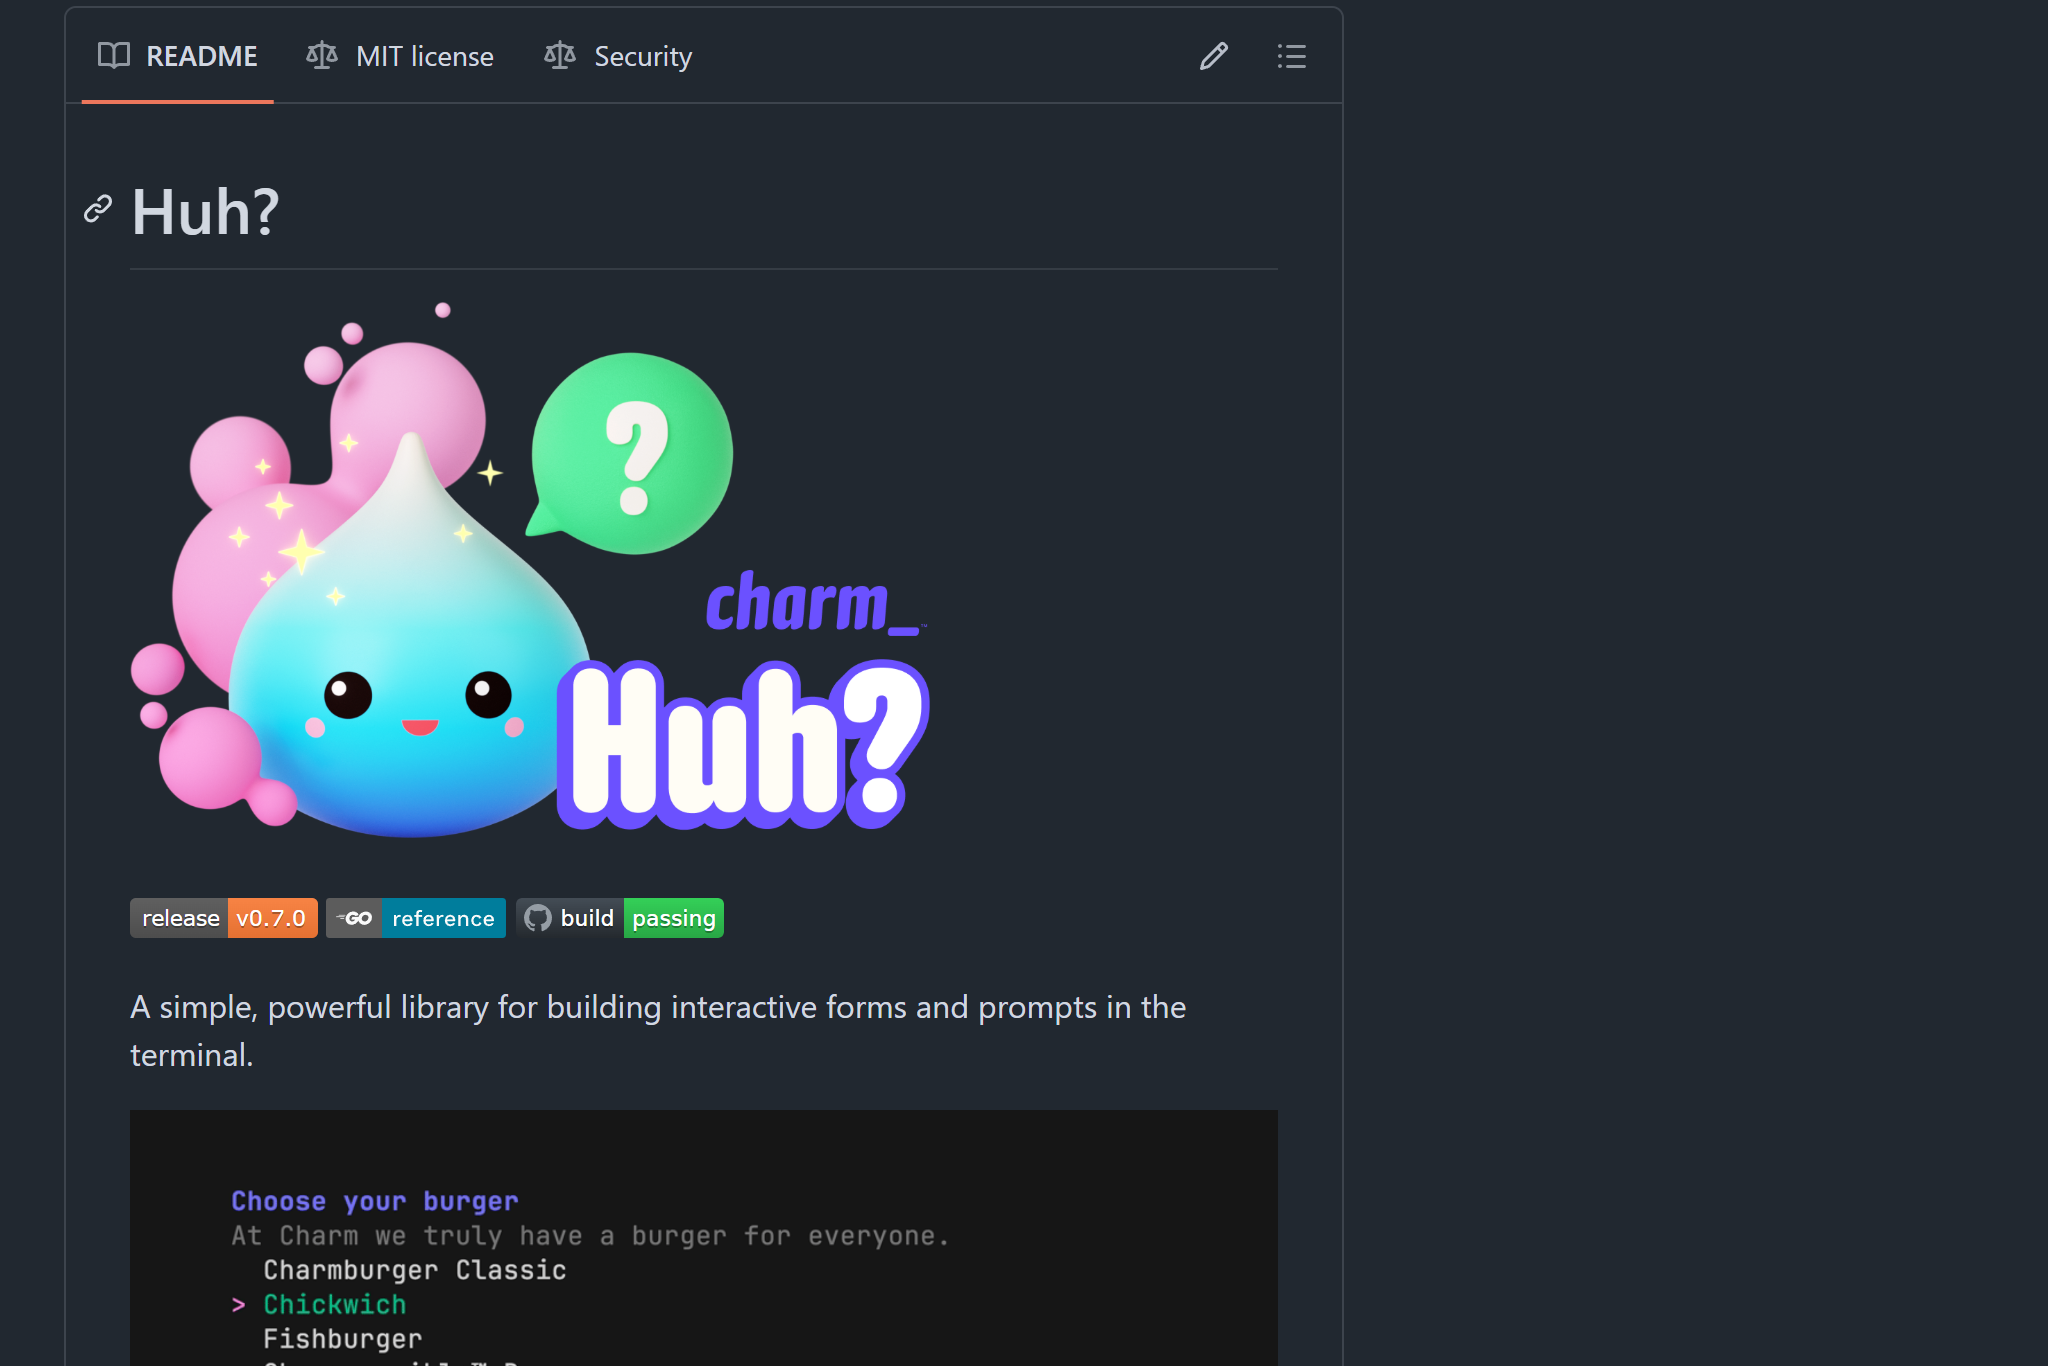 README MIT license Security
Huh?
?
charm_™
Huh?
release v0.7.0 GO reference build passing
A simple, powerful library for building interactive forms and prompts in the
terminal.
Choose your burger
At Charm we truly have a burger for everyone.
Charmburger Classic
> Chickwich
Fishburger